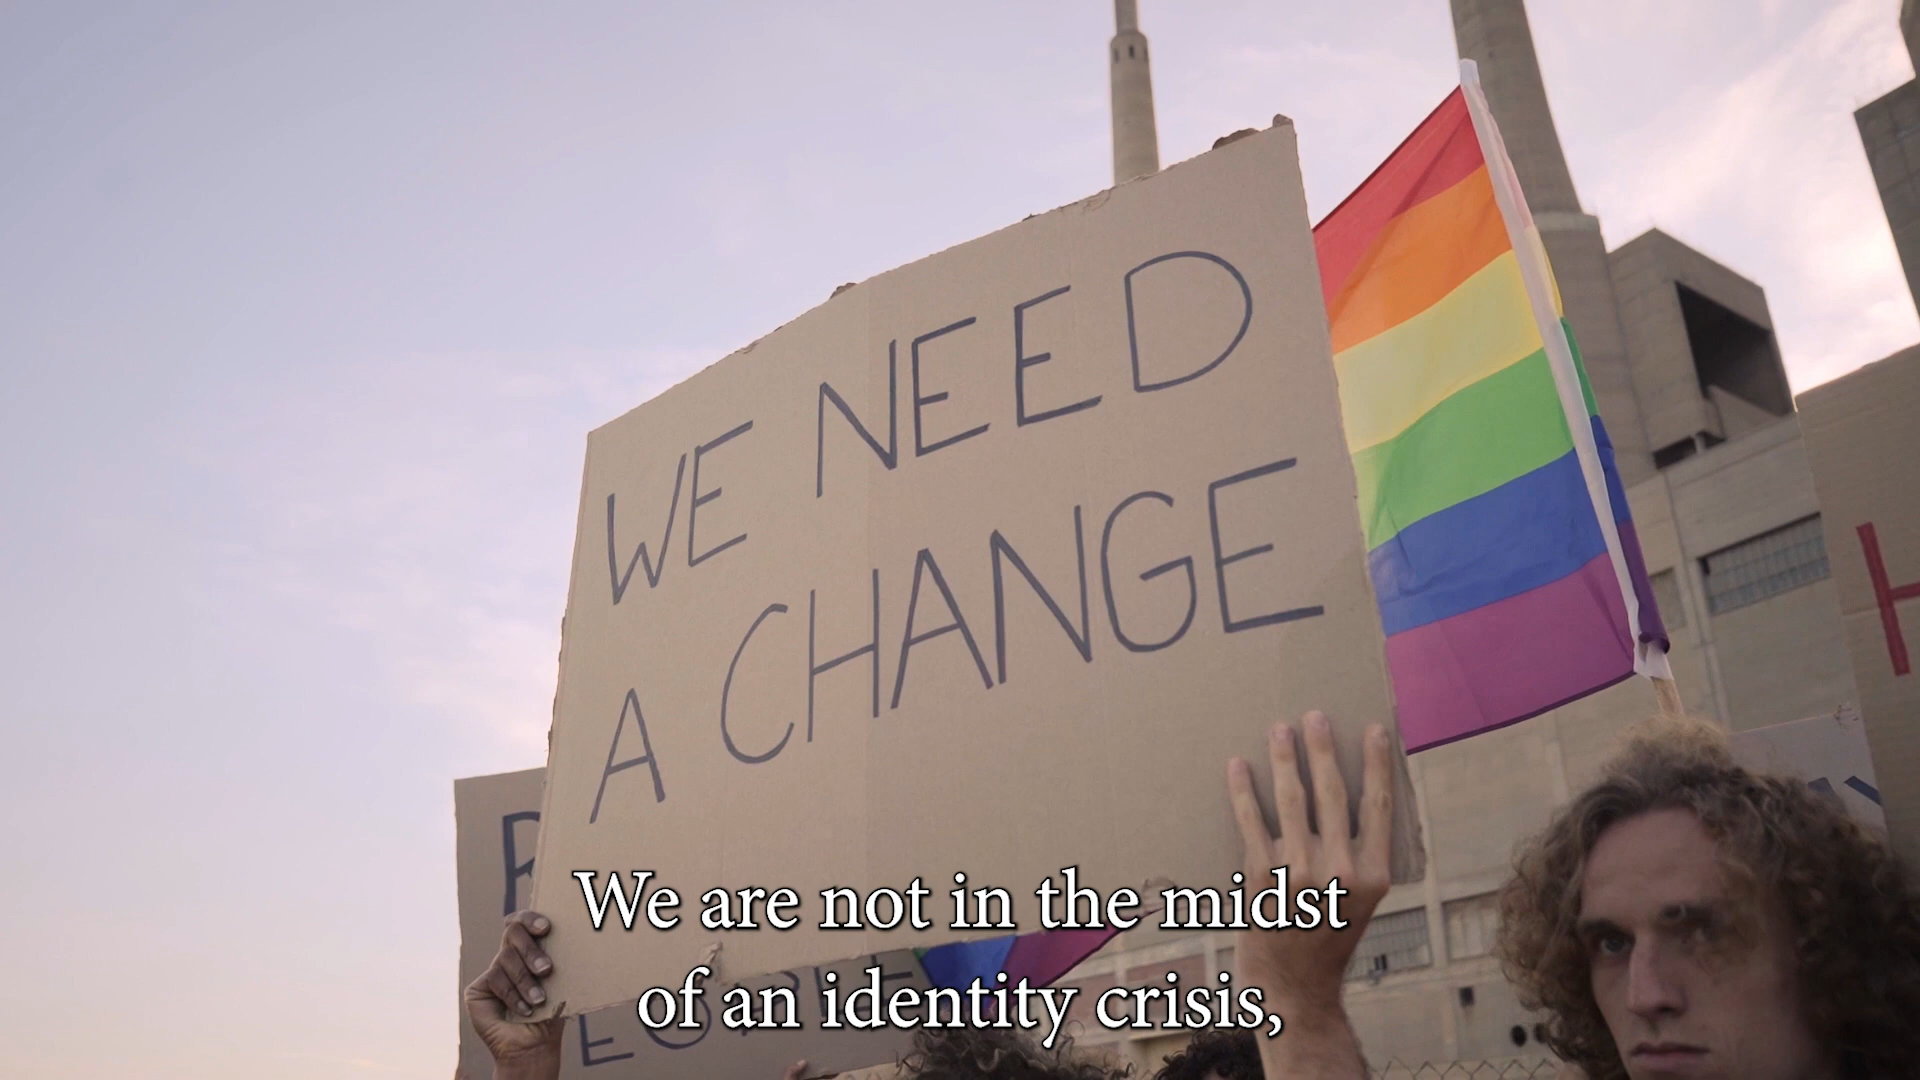 WE NEED
A CHANGE
We are not in the midst
of an identity crisis,